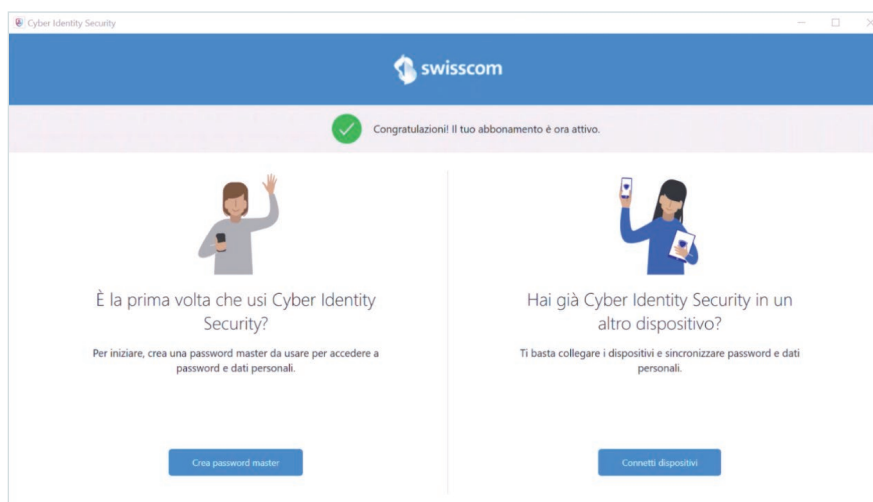 Cyber Identity Security
swisscom
Congratulazioni! Il tuo abbonamento è ora attivo.
È la prima volta che usi Cyber Identity
Security?
Per iniziare, crea una password master da usare per accedere a
password e dati personali.
Crea password master
Hai già Cyber Identity Security in un
altro dispositivo?
Ti basta collegare i dispositivi e sincronizzare password e dati
personali.
Connetti dispositivi